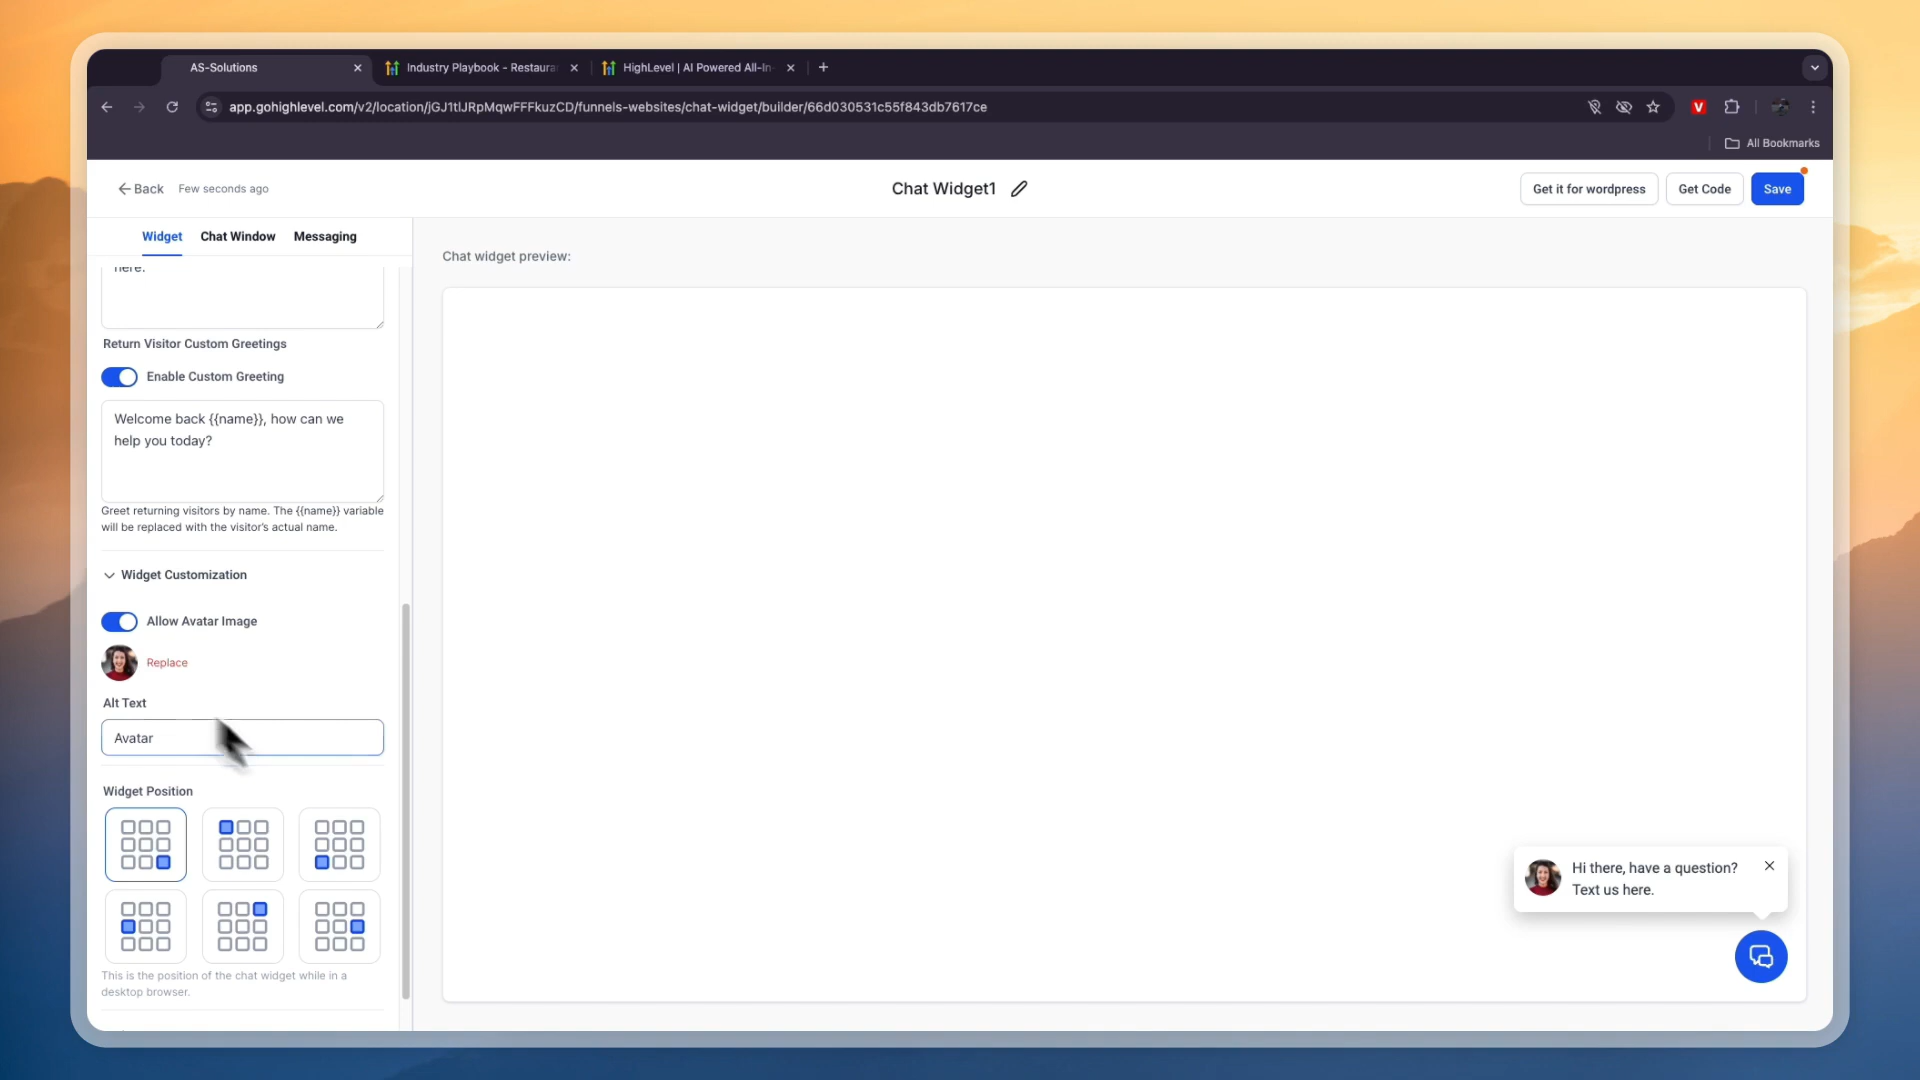 AS-Solutions
Industry Playbook - Restaura
HighLevel | AI Powered All-In-
app.gohighlevel.com/v2/location/jGJ1tlJRpMqwFFFkuzCD/funnels-websites/chat-widget/builder/66d030531c55f843db7617ce
V
All Bookmarks
Back
Few seconds ago
Chat Widget1
Get it for wordpress
Get Code
Save
Widget
Chat Window
Messaging
here.
Return Visitor Custom Greetings
Enable Custom Greeting
Welcome back {{name}}, how can we
help you today?
Greet returning visitors by name. The {{name}} variable
will be replaced with the visitor's actual name.
Widget Customization
Allow Avatar Image
Replace
Alt Text
Avatar
Widget Position
This is the position of the chat widget while in a
desktop browser.
Chat widget preview:
Hi there, have a question?
Text us here.